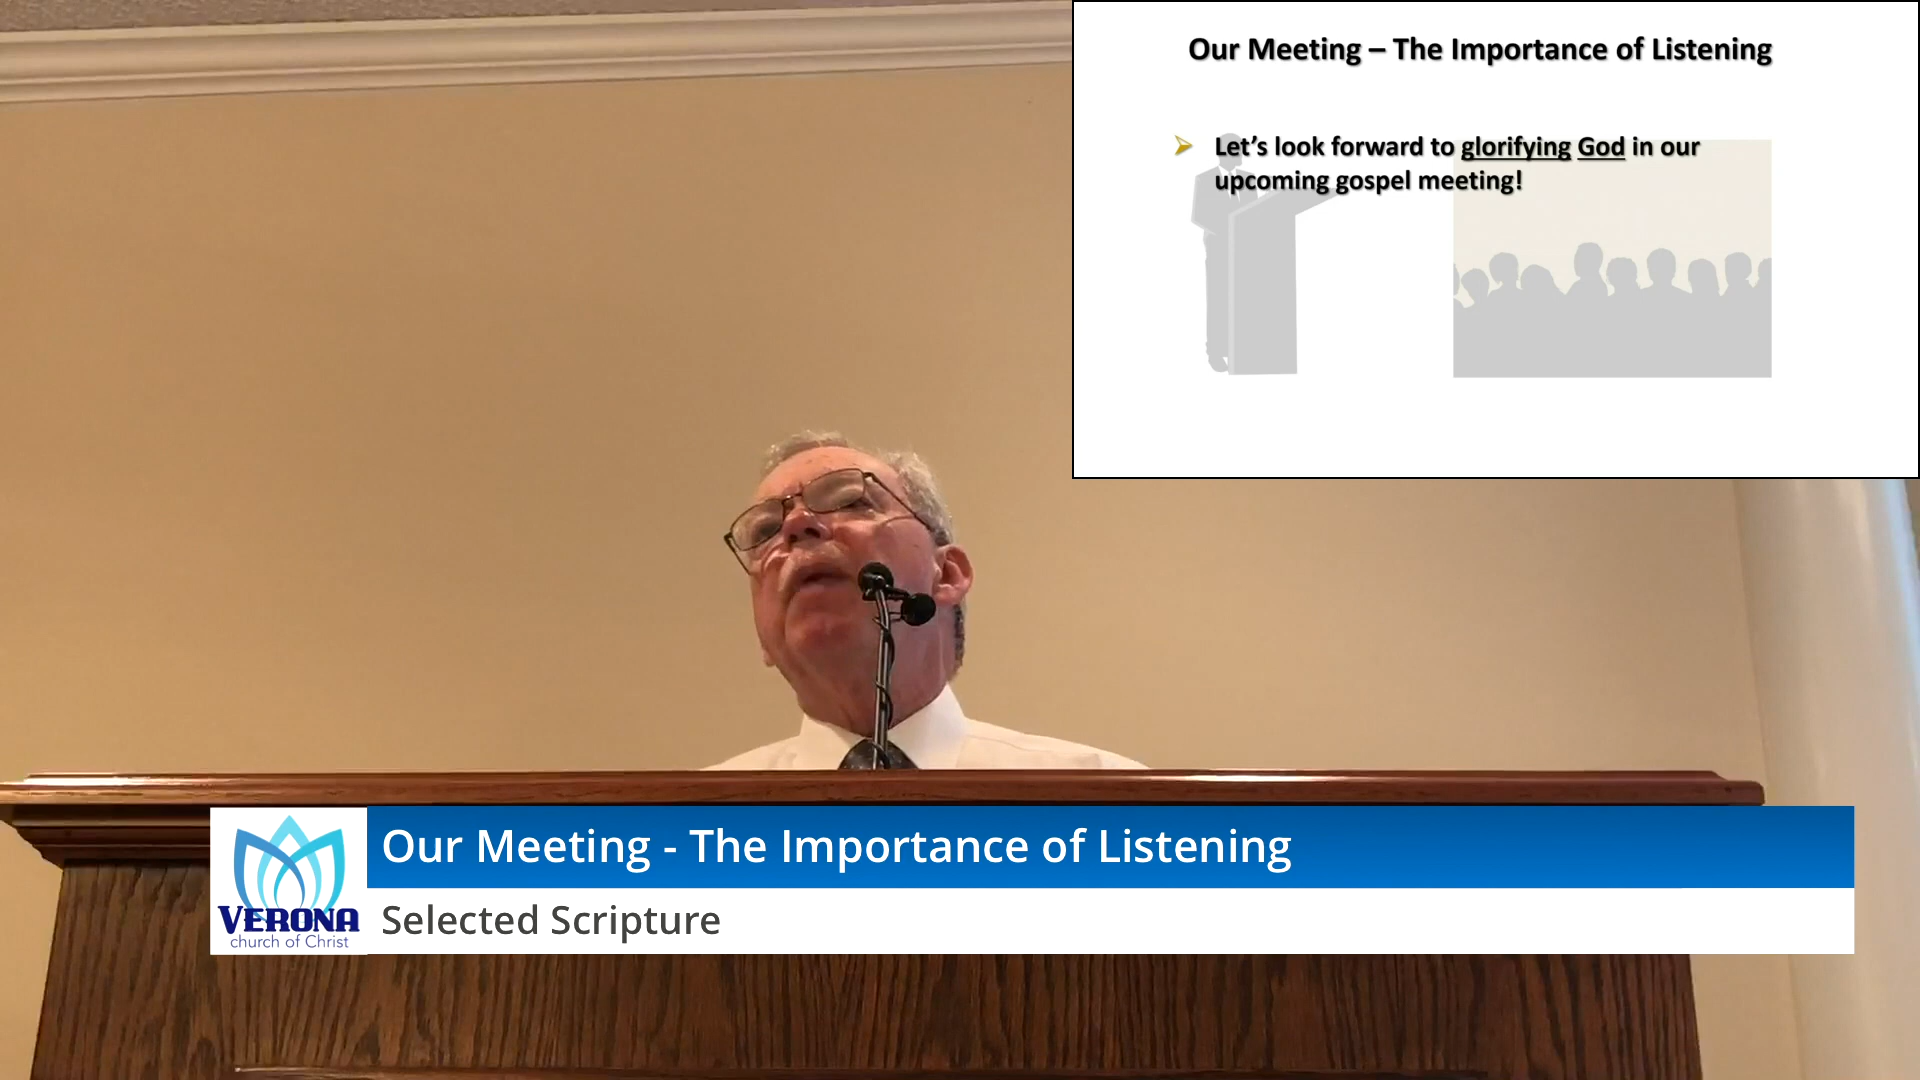 Our Meeting – The Importance of Listening
Let's look forward to glorifying God in our
upcoming gospel meeting!
Our Meeting - The Importance of Listening
Selected Scripture
VERONA
church of Christ